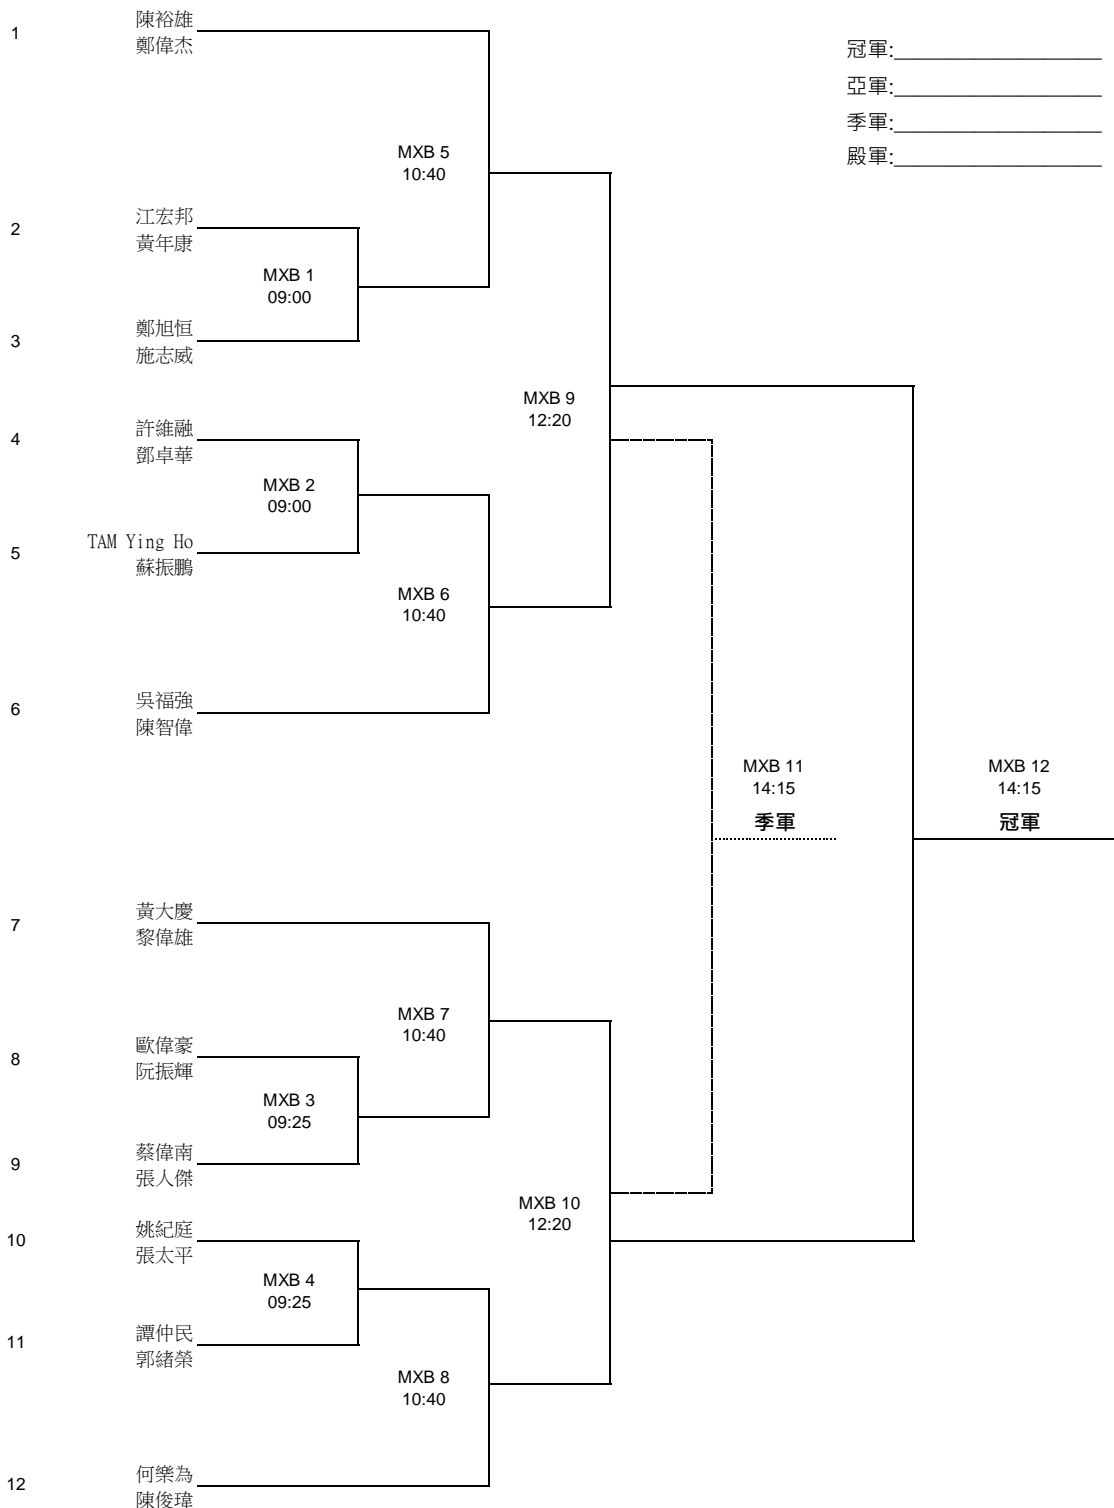 1
陳裕雄
鄭偉杰
冠軍:__________________
亞軍:__________________
季軍:__________________
殿軍:__________________
MXB 5
10:40
2
江宏邦
黃年康
MXB 1
09:00
3
鄭旭恒
施志威
MXB 9
12:20
4
許維融
鄧卓華
MXB 2
09:00
5
TAM Ying Ho
蘇振鵬
MXB 6
10:40
6
吳福強
陳智偉
MXB 11
14:15
季軍
MXB 12
14:15
冠軍
7
黃大慶
黎偉雄
MXB 7
10:40
8
歐偉豪
阮振輝
MXB 3
09:25
9
蔡偉南
張人傑
MXB 10
12:20
10
姚紀庭
張太平
MXB 4
09:25
11
譚仲民
郭緒榮
MXB 8
10:40
12
何樂為
陳俊瑋